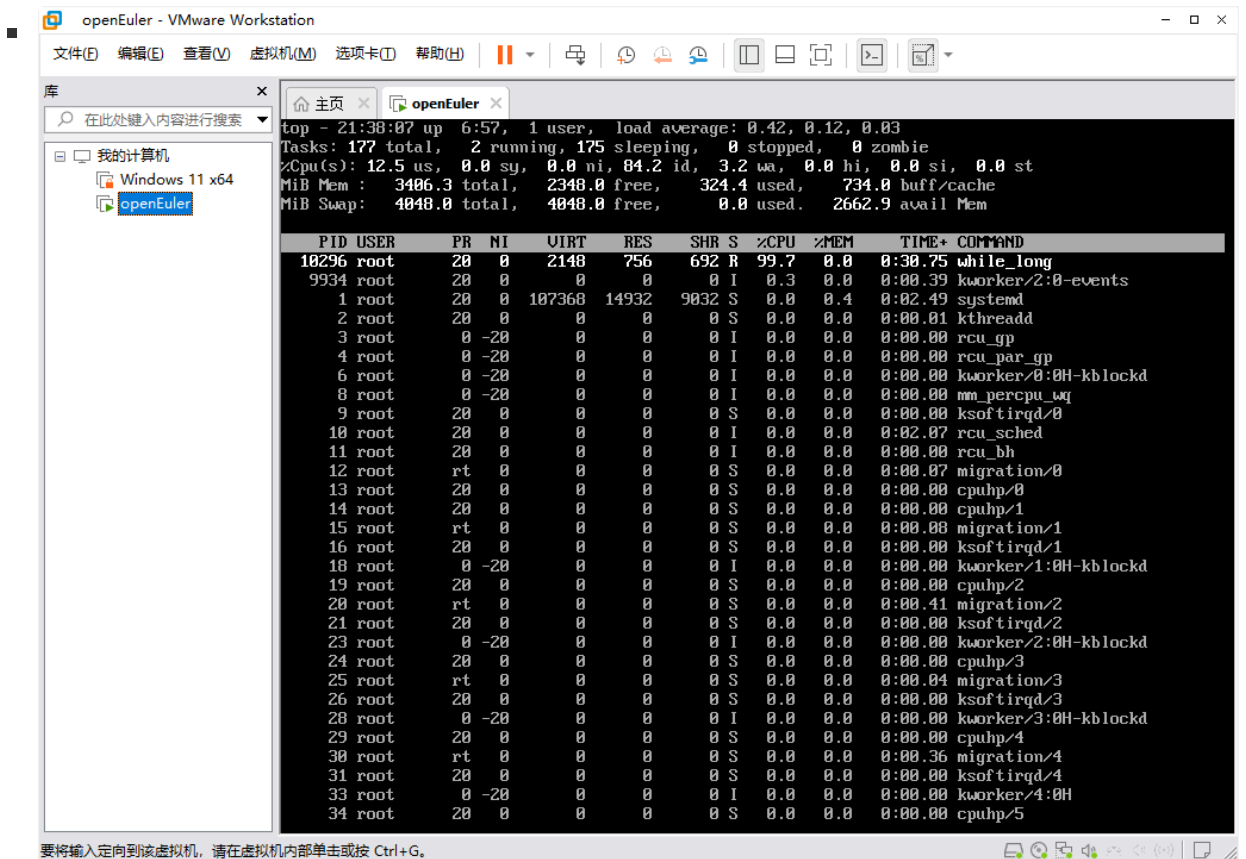 openEuler - VMware Workstation
文件(F) 编辑(E) 查看(V) 虚拟机(M) 选项卡(T) 帮助(H)
库
在此处键入内容进行搜索
我的计算机
Windows 11 x64
openEuler
主页 openEuler
top - 21:38:07 up  6:57,  1 user,  load average: 0.42, 0.12, 0.03
Tasks: 177 total,   2 running, 175 sleeping,   0 stopped,   0 zombie
%Cpu(s): 12.5 us,  0.0 sy,  0.0 ni, 84.2 id,  3.2 wa,  0.0 hi,  0.0 si,  0.0 st
MiB Mem :   3406.3 total,   2348.0 free,    324.4 used,    734.0 buff/cache
MiB Swap:   4048.0 total,   4048.0 free,      0.0 used.   2662.9 avail Mem
PID USER PR NI VIRT RES SHR S %CPU %MEM TIME+ COMMAND
10296 root 20 0 2148 756 692 R 99.7 0.0 0:30.75 while_long
9934 root 20 0 0 0 0 I 0.3 0.0 0:00.39 kworker/2:0-events
1 root 20 0 107368 14932 9032 S 0.0 0.4 0:02.49 systemd
2 root 20 0 0 0 0 S 0.0 0.0 0:00.01 kthreadd
3 root 0 -20 0 0 0 I 0.0 0.0 0:00.00 rcu_gp
4 root 0 -20 0 0 0 I 0.0 0.0 0:00.00 rcu_par_gp
6 root 0 -20 0 0 0 I 0.0 0.0 0:00.00 kworker/0:0H-kblockd
8 root 0 -20 0 0 0 I 0.0 0.0 0:00.00 mm_percpu_wq
9 root 20 0 0 0 0 S 0.0 0.0 0:00.00 ksoftirqd/0
10 root 20 0 0 0 0 I 0.0 0.0 0:02.07 rcu_sched
11 root 20 0 0 0 0 I 0.0 0.0 0:00.00 rcu_bh
12 root rt 0 0 0 0 S 0.0 0.0 0:00.07 migration/0
13 root 20 0 0 0 0 S 0.0 0.0 0:00.00 cpuhp/0
14 root 20 0 0 0 0 S 0.0 0.0 0:00.00 cpuhp/1
15 root rt 0 0 0 0 S 0.0 0.0 0:00.08 migration/1
16 root 20 0 0 0 0 S 0.0 0.0 0:00.00 ksoftirqd/1
18 root 0 -20 0 0 0 I 0.0 0.0 0:00.00 kworker/1:0H-kblockd
19 root 20 0 0 0 0 S 0.0 0.0 0:00.00 cpuhp/2
20 root rt 0 0 0 0 S 0.0 0.0 0:00.41 migration/2
21 root 20 0 0 0 0 S 0.0 0.0 0:00.00 ksoftirqd/2
23 root 0 -20 0 0 0 I 0.0 0.0 0:00.00 kworker/2:0H-kblockd
24 root 20 0 0 0 0 S 0.0 0.0 0:00.00 cpuhp/3
25 root rt 0 0 0 0 S 0.0 0.0 0:00.04 migration/3
26 root 20 0 0 0 0 S 0.0 0.0 0:00.00 ksoftirqd/3
28 root 0 -20 0 0 0 I 0.0 0.0 0:00.00 kworker/3:0H-kblockd
29 root 20 0 0 0 0 S 0.0 0.0 0:00.00 cpuhp/4
30 root rt 0 0 0 0 S 0.0 0.0 0:00.36 migration/4
31 root 20 0 0 0 0 S 0.0 0.0 0:00.00 ksoftirqd/4
33 root 0 -20 0 0 0 I 0.0 0.0 0:00.00 kworker/4:0H
34 root 20 0 0 0 0 S 0.0 0.0 0:00.00 cpuhp/5
要将输入定向到该虚拟机，请在虚拟机内部单击或按 Ctrl+G。